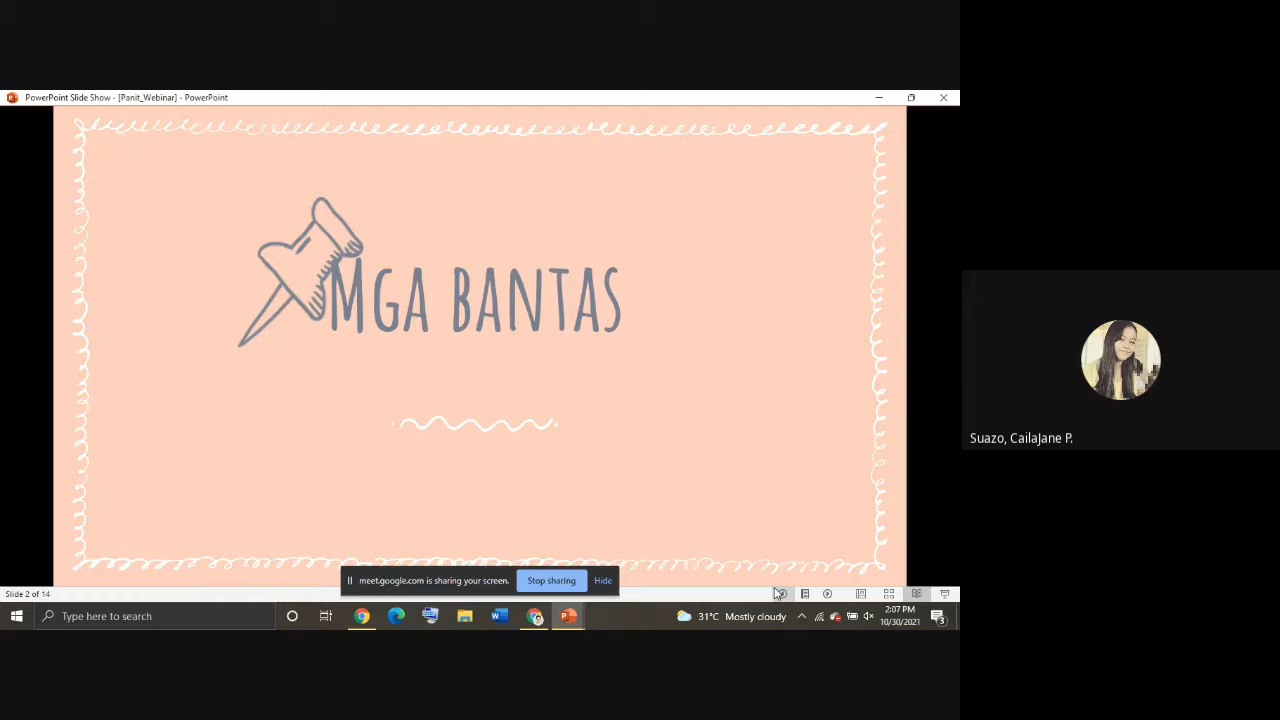 PowerPoint Slide Show - [Panit_Webinar] - PowerPoint
MGA BANTAS
Suazo, CailaJane P.
meet.google.com is sharing your screen.
Stop sharing
Hide
Slide 2 of 14
Type here to search
31°C Mostly cloudy
2:07 PM
10/30/2021
3